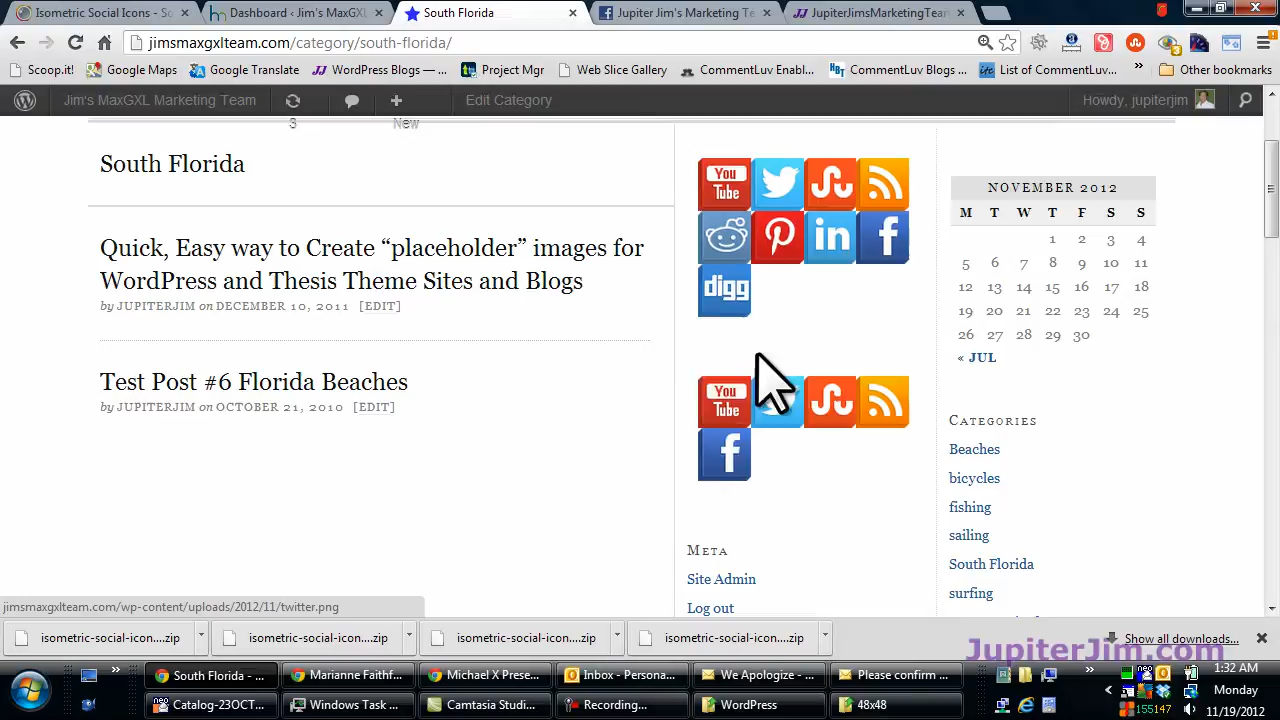 Isometric Social Icons - S
Dashboard ‹ Jim's MaxGXL
South Florida
Jupiter Jim's Marketing Te
JupiterJimsMarketingTeam
jimsmaxgxlteam.com/category/south-florida/
Scoop.it!
Google Maps
Google Translate
WordPress Blogs — ...
Project Mgr
Web Slice Gallery
CommentLuv Enabl...
CommentLuv Blogs ...
List of CommentLuv...
Other bookmarks
Jim's MaxGXL Marketing Team
3
New
Edit Category
Howdy, jupiterjim
South Florida
Quick, Easy way to Create “placeholder” images for
WordPress and Thesis Theme Sites and Blogs
by JUPITERJIM on DECEMBER 10, 2011 [EDIT]
Test Post #6 Florida Beaches
by JUPITERJIM on OCTOBER 21, 2010 [EDIT]
You
Tube
in
f
digg
You
Tube
f
META
Site Admin
Log out
NOVEMBER 2012
M T W T F S S
1 2 3 4
5 6 7 8 9 10 11
12 13 14 15 16 17 18
19 20 21 22 23 24 25
26 27 28 29 30
« JUL
CATEGORIES
Beaches
bicycles
fishing
sailing
South Florida
surfing
jimsmaxgxlteam.com/wp-content/uploads/2012/11/twitter.png
isometric-social-icon....zip
isometric-social-icon....zip
isometric-social-icon....zip
isometric-social-icon....zip
Show all downloads...
JupiterJim.com
South Florida - ...
Marianne Faithf...
Michael X Prese...
Inbox - Persona...
We Apologize - ...
Please confirm ...
1:32 AM
Catalog-23OCT...
Windows Task ...
Camtasia Studi...
Recording...
WordPress
48x48
Monday
155147
11/19/2012